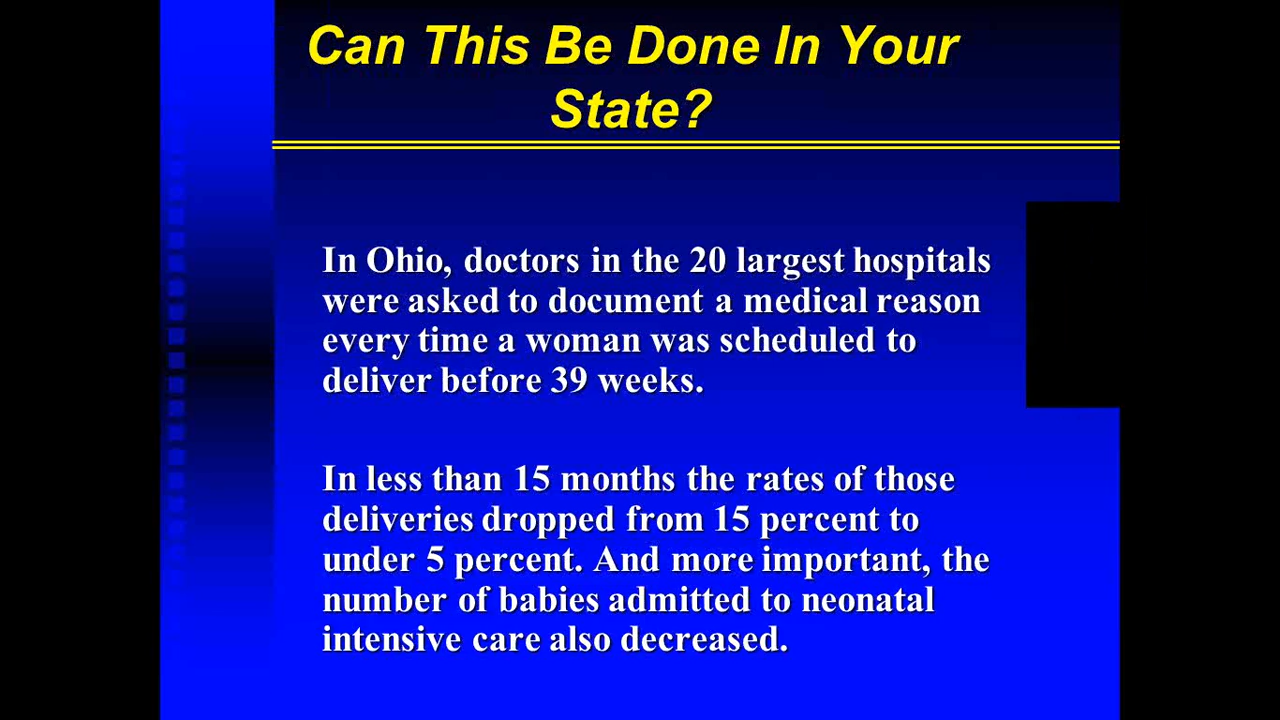 Can This Be Done In Your
State?
In Ohio, doctors in the 20 largest hospitals
were asked to document a medical reason
every time a woman was scheduled to
deliver before 39 weeks.
In less than 15 months the rates of those
deliveries dropped from 15 percent to
under 5 percent. And more important, the
number of babies admitted to neonatal
intensive care also decreased.